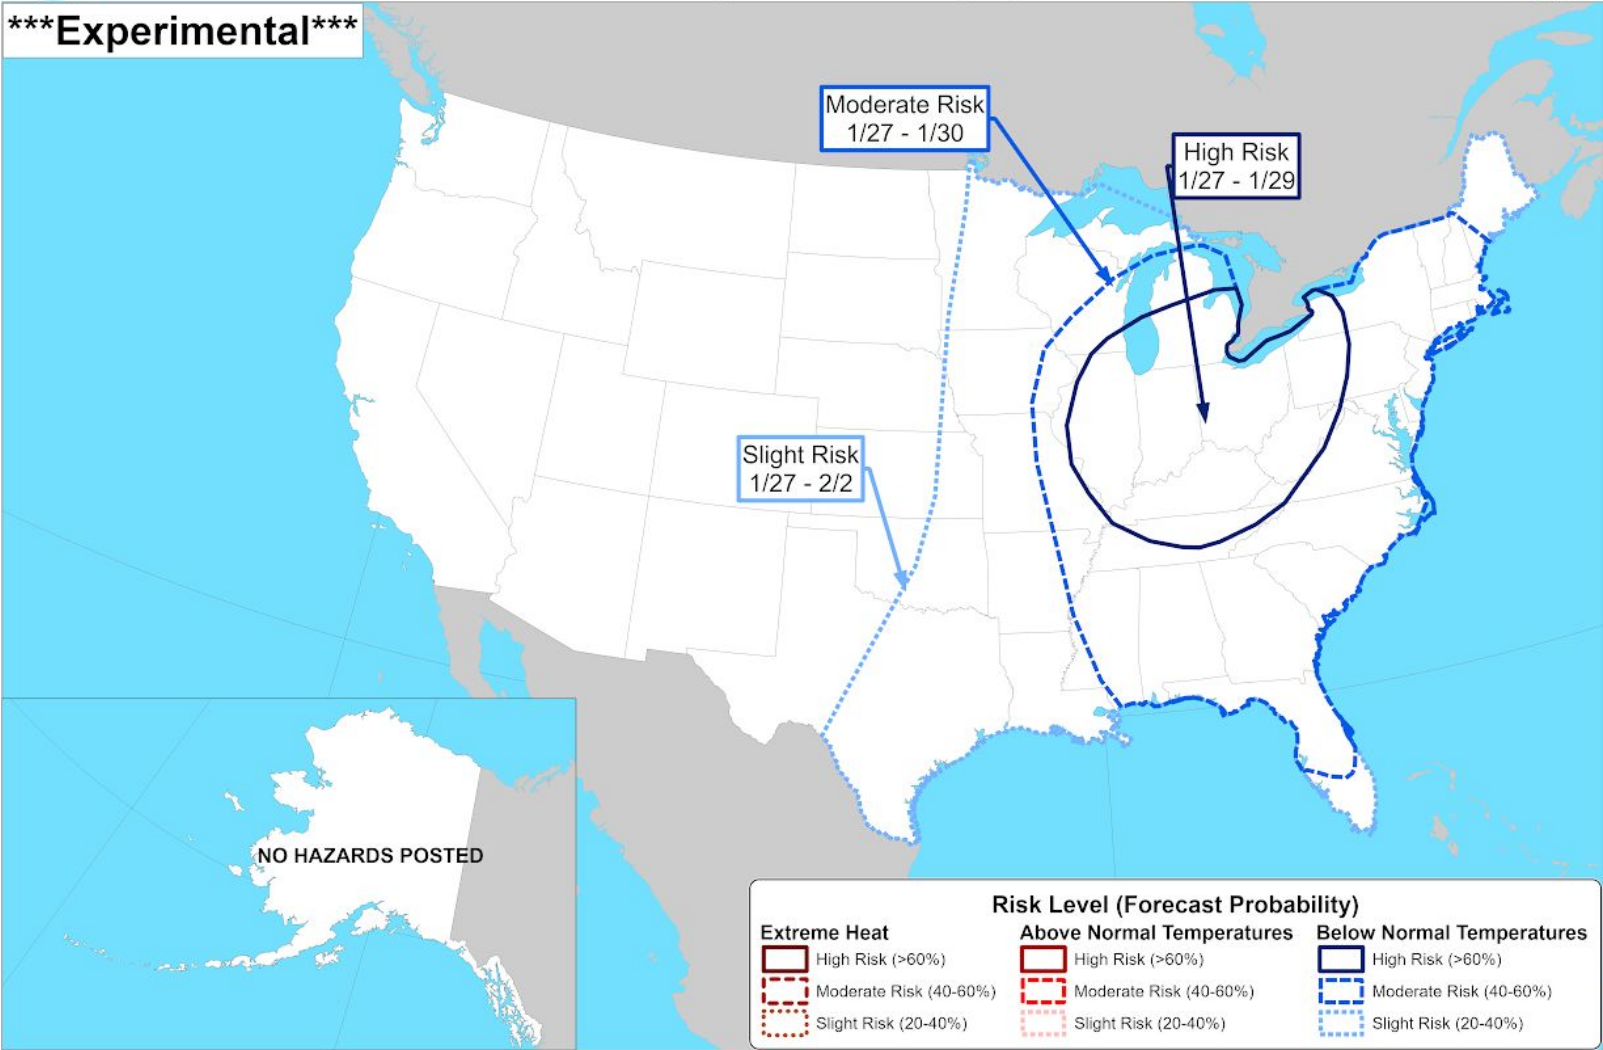 ***Experimental***
Moderate Risk
1/27 - 1/30
High Risk
1/27 - 1/29
Slight Risk
1/27 - 2/2
NO HAZARDS POSTED
Risk Level (Forecast Probability)
Extreme Heat
High Risk (>60%)
Moderate Risk (40-60%)
Slight Risk (20-40%)
Above Normal Temperatures
High Risk (>60%)
Moderate Risk (40-60%)
Slight Risk (20-40%)
Below Normal Temperatures
High Risk (>60%)
Moderate Risk (40-60%)
Slight Risk (20-40%)